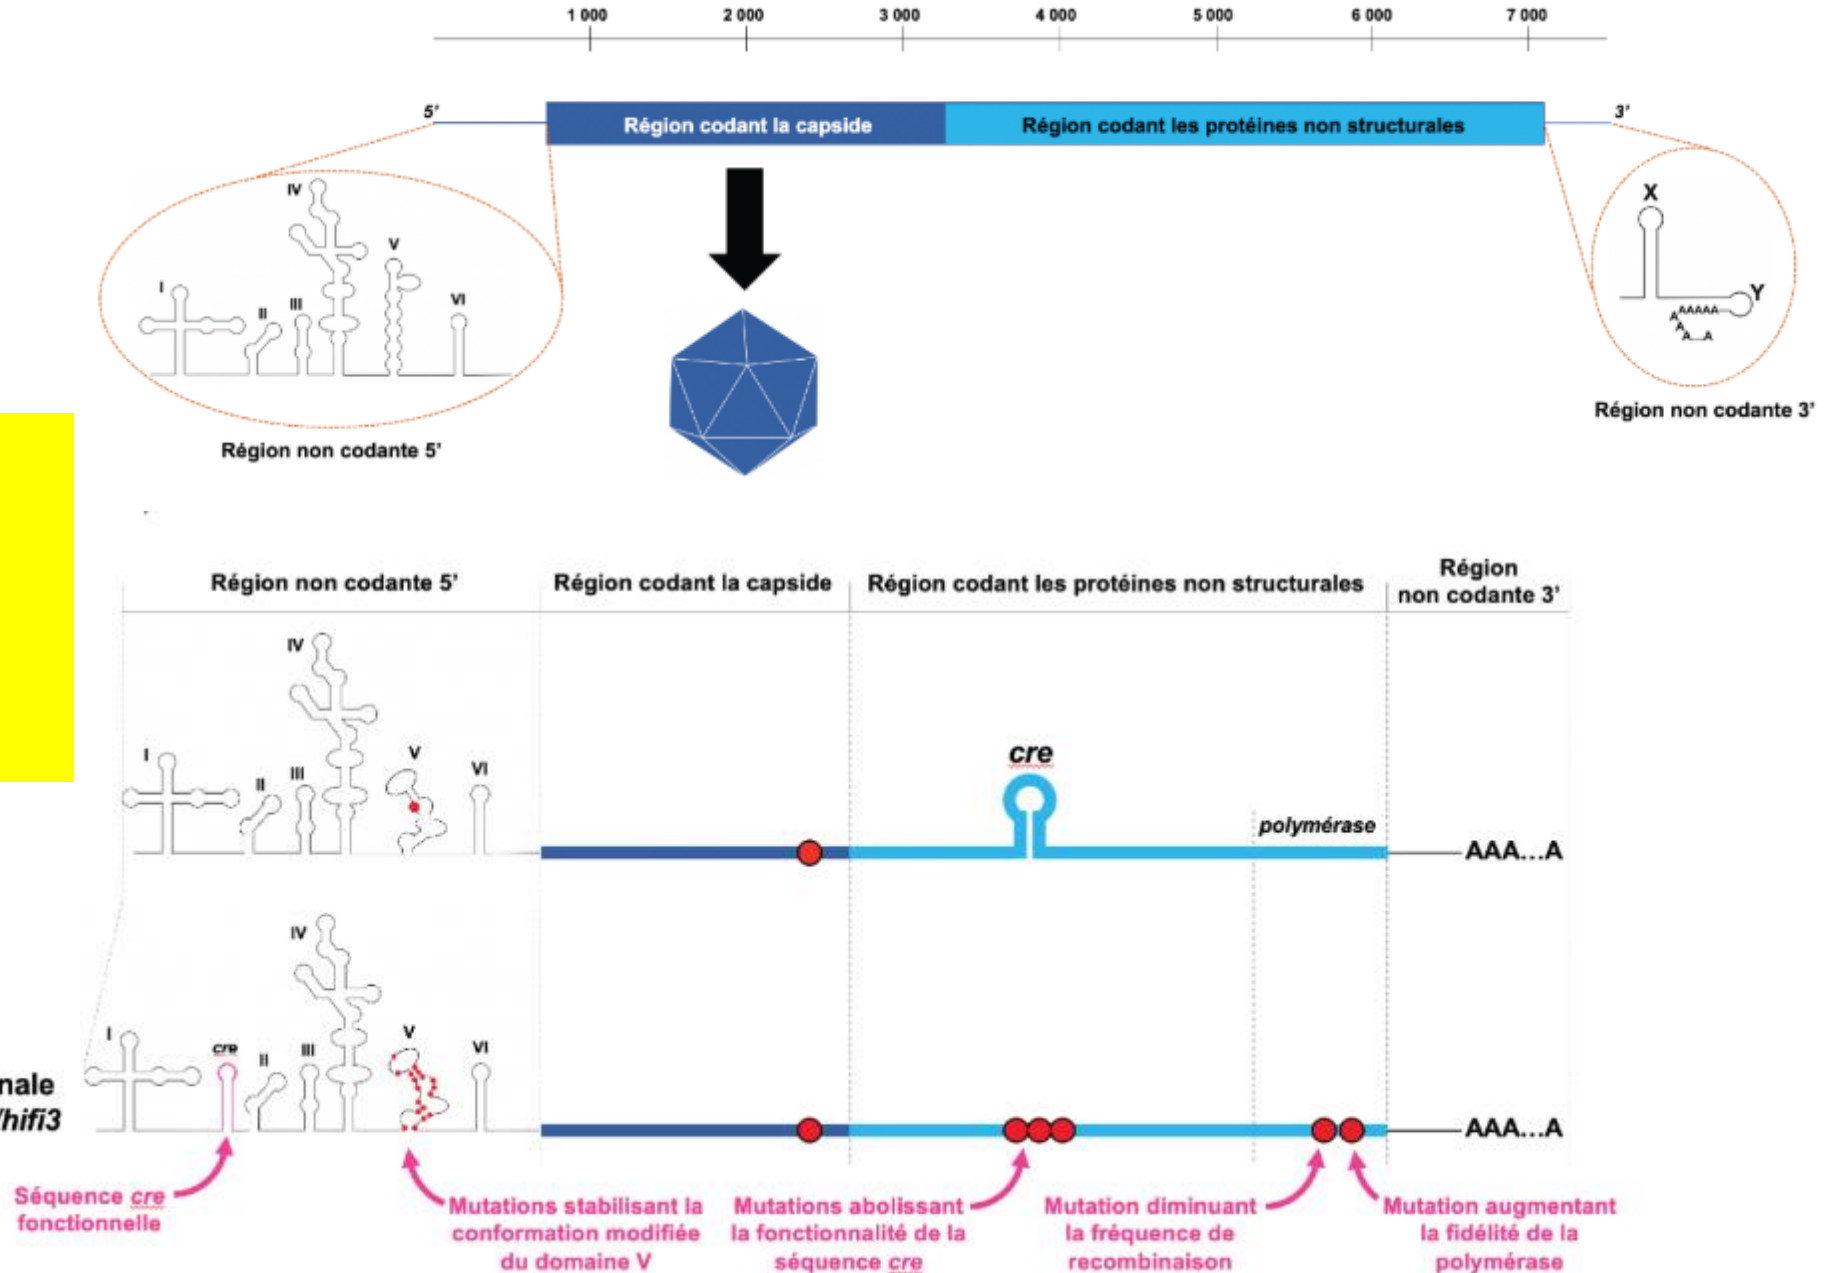 1 000 2 000 3 000 4 000 5 000 6 000 7 000
5’ Région codant la capside Région codant les protéines non structurales 3’
I II III IV V VI
X
Y
AAAAAA
A
A...A
Région non codante 5’
Région non codante 3’
Région non codante 5’
Région codant la capside
Région codant les protéines non structurales
Région
non codante 3’
I II III IV V VI
cre
polymérase
AAA...A
I cre II III IV V VI
AAA...A
nale
/hifi3
Séquence cre
fonctionnelle
Mutations stabilisant la
conformation modifiée
du domaine V
Mutations abolissant
la fonctionnalité de la
séquence cre
Mutation diminuant
la fréquence de
recombinaison
Mutation augmentant
la fidélité de la
polymérase